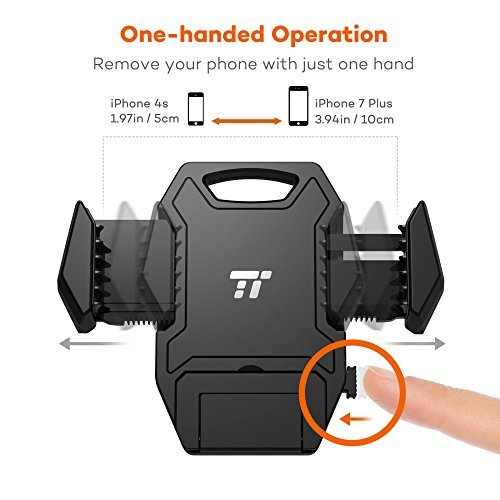 One-handed Operation
Remove your phone with just one hand
iPhone 4s
1.97in / 5cm
iPhone 7 Plus
3.94in / 10cm